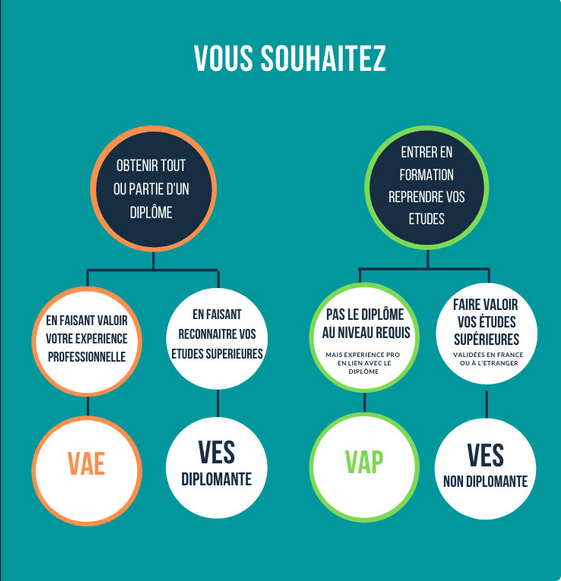 VOUS SOUHAITEZ
OBTENIR TOUT
OU PARTIE D'UN
DIPLÔME
ENTRER EN
FORMATION
REPRENDRE VOS
ETUDES
EN FAISANT VALOIR
VOTRE EXPERIENCE
PROFESSIONNELLE
EN FAISANT
RECONNAITRE VOS
ETUDES SUPERIEURES
PAS LE DIPLÔME
AU NIVEAU REQUIS
MAIS EXPERIENCE PRO
EN LIEN AVEC LE
DIPLÔME
FAIRE VALOIR
VOS ÉTUDES
SUPÉRIEURES
VALIDÉES EN FRANCE
OU À L'ETRANGER
VAE
VES
DIPLOMANTE
VAP
VES
NON DIPLOMANTE